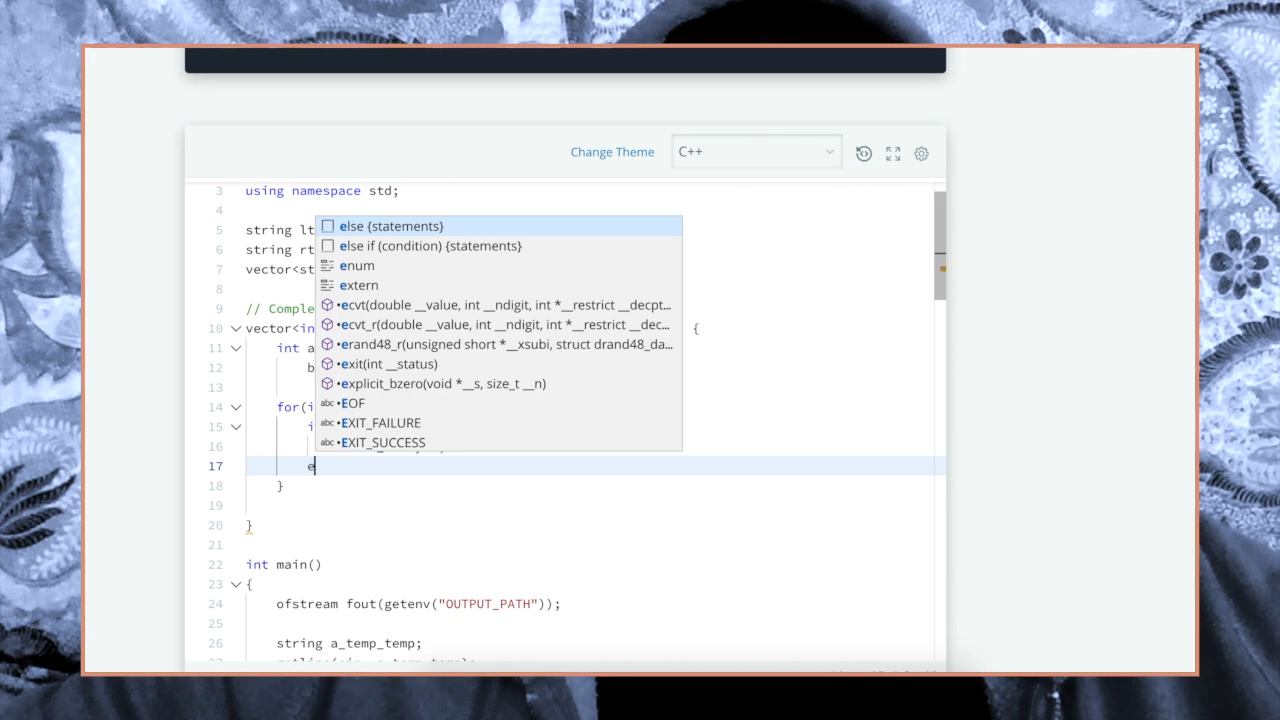 Change Theme
C++
3 using namespace std;
4
5 string lt
6 string rt
7 vector<st
8
9 // Comple
10 vector<in {
11 int a
12 b
13
14 for(i
15 i
16
17 e
18 }
19
20 }
21
22 int main()
23 {
24 ofstream fout(getenv("OUTPUT_PATH"));
25
26 string a_temp_temp;
else {statements}
else if (condition) {statements}
enum
extern
•ecvt(double __value, int __ndigit, int *__restrict __decpt...
•ecvt_r(double __value, int __ndigit, int *__restrict __dec...
•erand48_r(unsigned short *__xsubi, struct drand48_da...
•exit(int __status)
•explicit_bzero(void *__s, size_t __n)
abc •EOF
abc •EXIT_FAILURE
abc •EXIT_SUCCESS